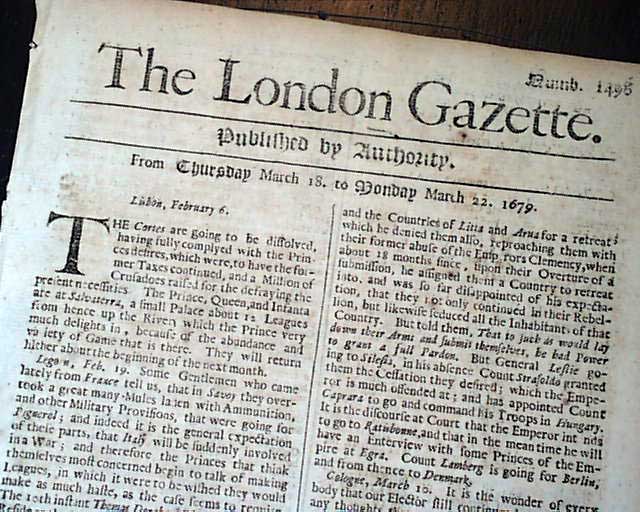 Numb. 1496
The London Gazette.
Published by Authority.
From Thursday March 18. to Monday March 22. 1679.
Lisbon, February 6.
THE Cortes are going to be dissolved,
having fully complyed with the Prin-
ces desires, which were, to have the for-
mer Taxes continued, and a Million of
Crusadoes raised for the defraying the
present necessities. The Prince, Queen, and Infanta
are at Salvaterra, a small Palace about 12 Leagues
from hence up the River, which the Prince very
much delights in, because of the abundance and
variety of Game that is there. They will return
hither about the beginning of the next month.
Legorn, Feb. 19. Some Gentlemen who came
lately from France tell us, that in Savoy they over-
took a great many Mules laden with Ammunition,
and other Military Provisions, that were going for
Pignerol; and indeed it is the general expectation
of these parts, that Italy will be suddenly involved
in a War; and therefore the Princes that think
themselves most concerned begin to talk of making
Leagues, in which it were to be wished they would
make as much haste, as the case seems to require
The 10th instant Thomas
and the Countries of Litta and Arua for a retreat;
which he denied them also, reproaching them with
their former abuse of the Emperors Clemency, when
about 18 months since, upon their Overture of a
submission, he assigned them a Country to retreat
into, and was so far disappointed of his expecta-
tion, that they not only continued in their Rebel-
lion, but likewise seduced all the Inhabitants of that
Country. But told them, That to such as would lay
down their Arms and submit themselves, he had Power
to grant a full Pardon. But General Leslie go-
ing to Silesia, in his absence Count Strasoldo granted
them the Cessation they desired; which the Empe-
ror is much offended at; and has appointed Count
Caprara to go and command his Troops in Hungary.
It is the discourse at Court that the Emperor intends
to go to Ratisbonne, and that in the mean time he will
have an Interview with some Princes of the Em-
pire at Egra. Count Lamberg is going for Berlin,
and from thence to Denmark.
Cologne, March 10. It is the wonder of every
body that our Elector still
any thoughts